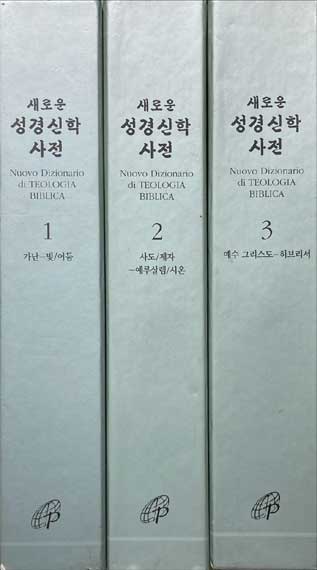 새로운
성경신학
사전
Nuovo Dizionario
di TEOLOGIA
BIBLICA
1
가난-빛/어둠
새로운
성경신학
사전
Nuovo Dizionario
di TEOLOGIA
BIBLICA
2
사도/제자
-예루살렘/시온
새로운
성경신학
사전
Nuovo Dizionario
di TEOLOGIA
BIBLICA
3
예수 그리스도-히브리서